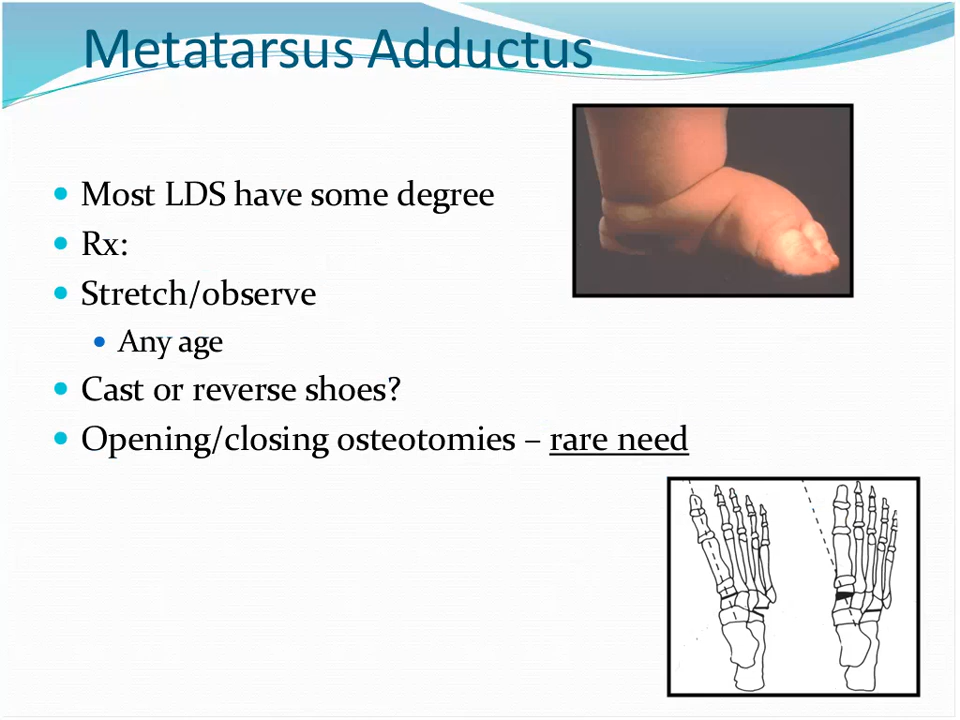 Metatarsus Adductus
Most LDS have some degree
Rx:
Stretch/observe
Any age
Cast or reverse shoes?
Opening/closing osteotomies – rare need